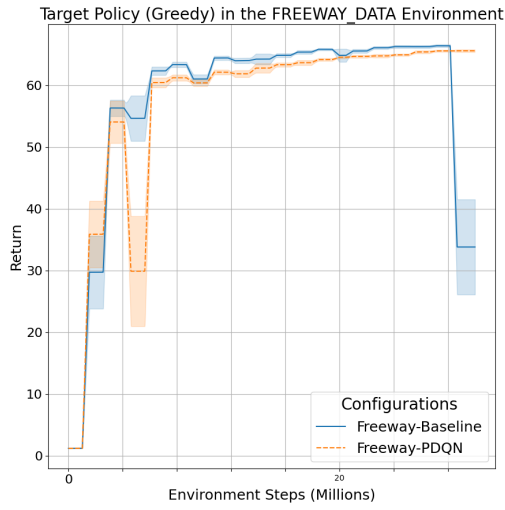 Target Policy (Greedy) in the FREEWAY_DATA Environment
Return
60
50
40
30
20
10
0
0
20
Environment Steps (Millions)
Configurations
Freeway-Baseline
Freeway-PDQN